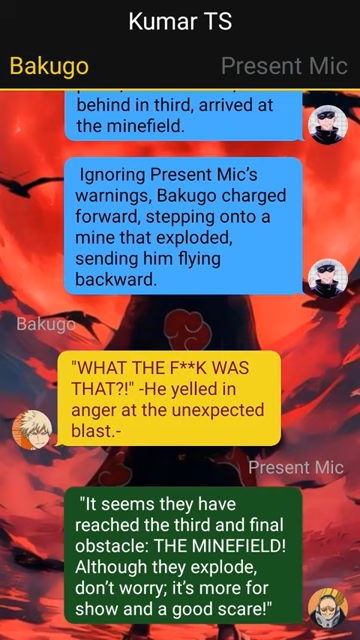 Kumar TS
Bakugo
Present Mic
behind in third, arrived at
the minefield.
Ignoring Present Mic's
warnings, Bakugo charged
forward, stepping onto a
mine that exploded,
sending him flying
backward.
Bakugo
"WHAT THE F**K WAS
THAT?!" -He yelled in
anger at the unexpected
blast.-
Present Mic
"It seems they have
reached the third and final
obstacle: THE MINEFIELD!
Although they explode,
don't worry; it's more for
show and a good scare!"